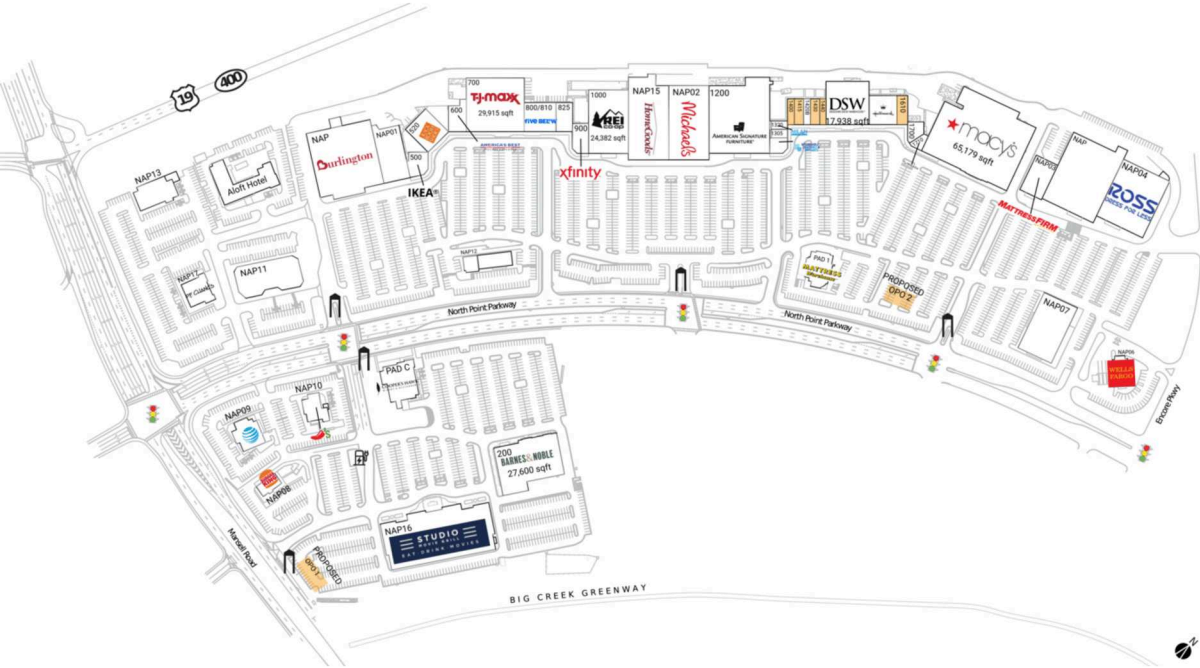 19
400
700
T·J·maxx
29,915 sqft
600
800/810
825
FIVE BELOW
AMERICA'S BEST
900
xfinity
1000
REI
co·op
24,382 sqft
NAP15
HomeGoods
NAP02
Michaels
1200
AMERICAN SIGNATURE
FURNITURE
1305
DSW
17,938 sqft
Hallmark
1610
1700
macy's
65,179 sqft
NAP03
MATTRESSFIRM
NAP
NAP04
ROSS
DRESS FOR LESS
NAP
Burlington
NAP01
520
500
IKEA
NAP13
Aloft Hotel
NAP17
NAP11
NAP12
PAD 1
MATTRESS
Warehouse
PROPOSED
OPO 2
NAP07
NAP06
WELLS
FARGO
North Point Parkway
North Point Parkway
Encore Pkwy
PAD C
NAP10
NAP09
AT&T
NAP08
200
BARNES & NOBLE
27,600 sqft
NAP16
STUDIO
MOVIE GRILL
EAT DRINK MOVIES
PROPOSED
OPO 1
Mansell Road
BIG CREEK GREENWAY
N